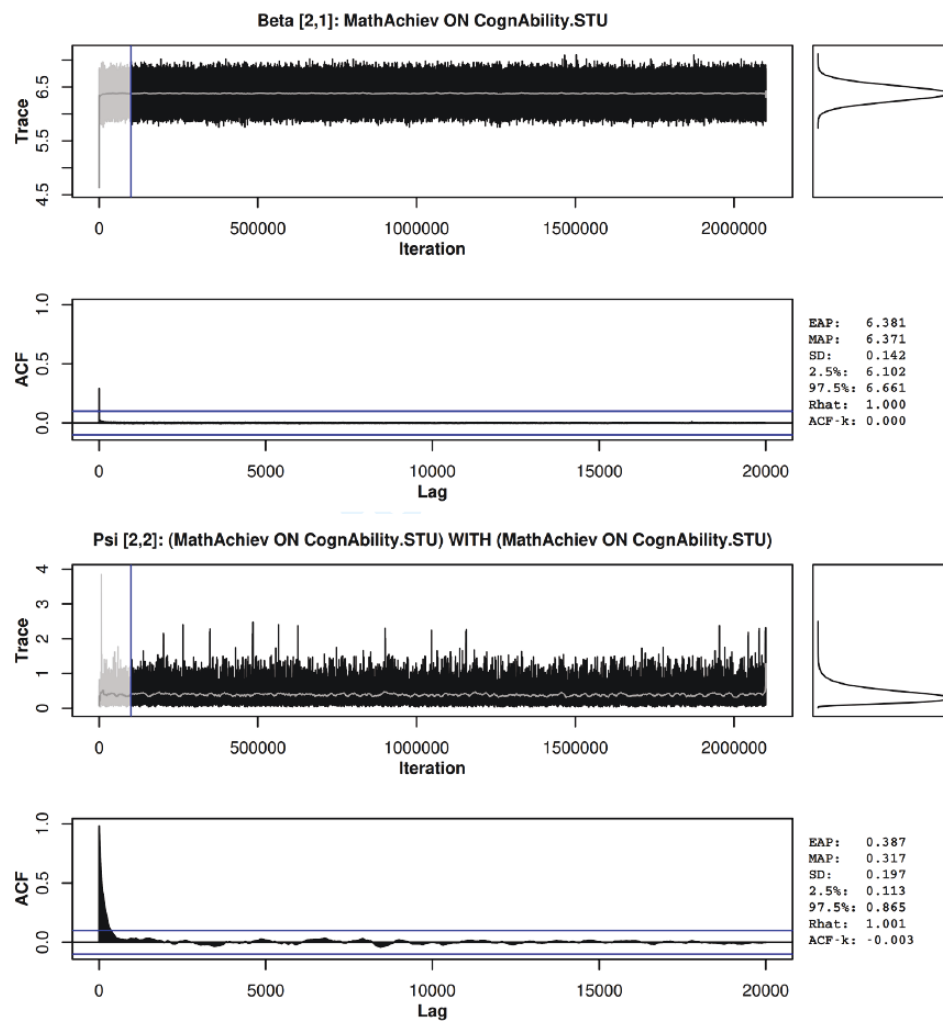 Beta [2,1]: MathAchiev ON CognAbility.STU
Trace
4.5 5.5 6.5
0 500000 1000000 1500000 2000000
Iteration
ACF
0.0 0.5 1.0
0 5000 10000 15000 20000
Lag
EAP: 6.381
MAP: 6.371
SD: 0.142
2.5%: 6.102
97.5%: 6.661
Rhat: 1.000
ACF-k: 0.000
Psi [2,2]: (MathAchiev ON CognAbility.STU) WITH (MathAchiev ON CognAbility.STU)
Trace
0 1 2 3 4
0 500000 1000000 1500000 2000000
Iteration
ACF
0.0 0.5 1.0
0 5000 10000 15000 20000
Lag
EAP: 0.387
MAP: 0.317
SD: 0.197
2.5%: 0.113
97.5%: 0.865
Rhat: 1.001
ACF-k: -0.003